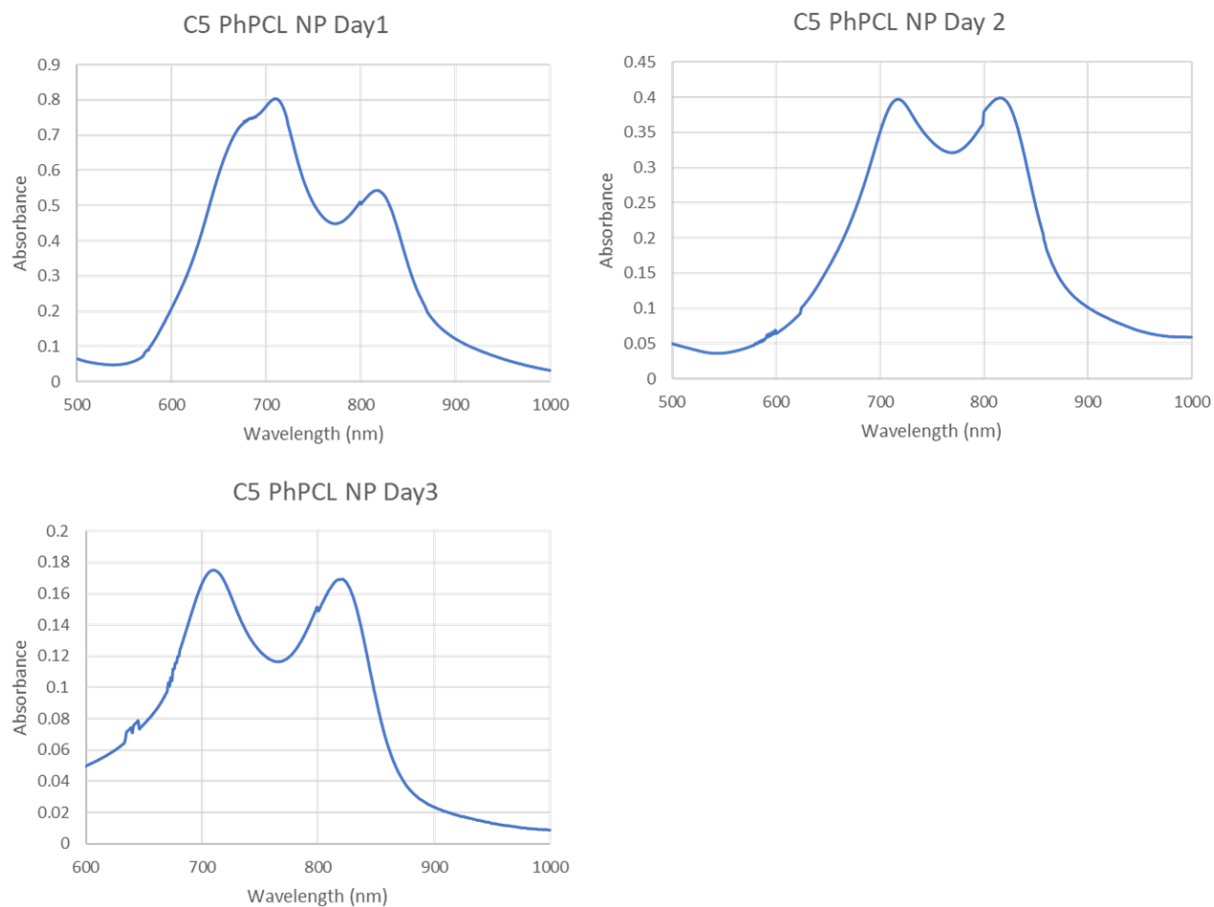 C5 PhPCL NP Day1
0.9
0.8
0.7
0.6
0.5
0.4
0.3
0.2
0.1
0
Absorbance
500 600 700 800 900 1000
Wavelength (nm)
C5 PhPCL NP Day 2
0.45
0.4
0.35
0.3
0.25
0.2
0.15
0.1
0.05
0
Absorbance
500 600 700 800 900 1000
Wavelength (nm)
C5 PhPCL NP Day3
0.2
0.18
0.16
0.14
0.12
0.1
0.08
0.06
0.04
0.02
0
Absorbance
600 700 800 900 1000
Wavelength (nm)